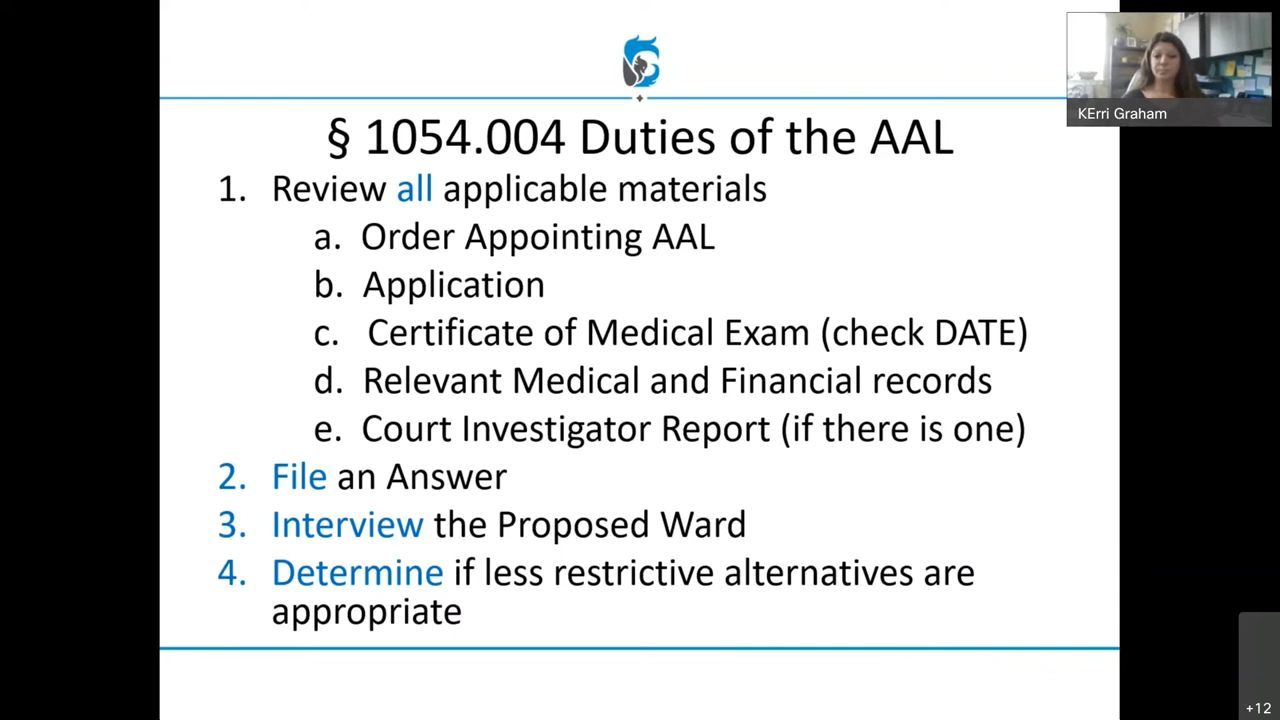 KErri Graham
§ 1054.004 Duties of the AAL
1. Review all applicable materials
a. Order Appointing AAL
b. Application
c. Certificate of Medical Exam (check DATE)
d. Relevant Medical and Financial records
e. Court Investigator Report (if there is one)
2. File an Answer
3. Interview the Proposed Ward
4. Determine if less restrictive alternatives are
appropriate
+12